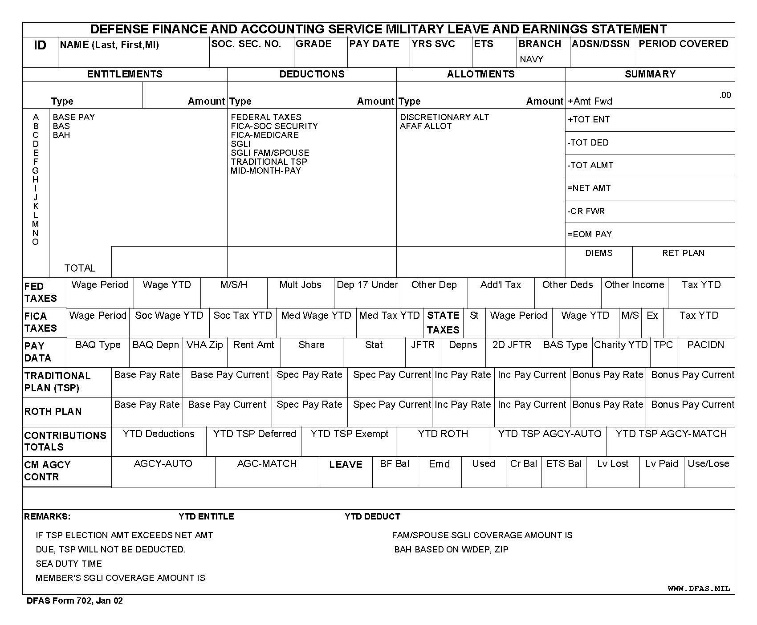 DEFENSE FINANCE AND ACCOUNTING SERVICE MILITARY LEAVE AND EARNINGS STATEMENT
ID NAME (Last, First,MI) SOC. SEC. NO. GRADE PAY DATE YRS SVC ETS BRANCH ADSN/DSSN PERIOD COVERED
NAVY
ENTITLEMENTS DEDUCTIONS ALLOTMENTS SUMMARY
Type Amount Type Amount Type Amount +Amt Fwd .00
A BASE PAY FEDERAL TAXES DISCRETIONARY ALT +TOT ENT
B BAS FICA-SOC SECURITY AFAF ALLOT
C BAH FICA-MEDICARE
D SGLI -TOT DED
E SGLI FAM/SPOUSE
F TRADITIONAL TSP -TOT ALMT
G MID-MONTH-PAY
H
I =NET AMT
J
K
L -CR FWR
M
N =EOM PAY
O
DIEMS RET PLAN
TOTAL
FED TAXES Wage Period Wage YTD M/S/H Mult Jobs Dep 17 Under Other Dep Add'l Tax Other Deds Other Income Tax YTD
FICA TAXES Wage Period Soc Wage YTD Soc Tax YTD Med Wage YTD Med Tax YTD STATE TAXES St Wage Period Wage YTD M/S Ex Tax YTD
PAY DATA BAQ Type BAQ Depn VHA Zip Rent Amt Share Stat JFTR Depns 2D JFTR BAS Type Charity YTD TPC PACIDN
TRADITIONAL PLAN (TSP) Base Pay Rate Base Pay Current Spec Pay Rate Spec Pay Current Inc Pay Rate Inc Pay Current Bonus Pay Rate Bonus Pay Current
ROTH PLAN Base Pay Rate Base Pay Current Spec Pay Rate Spec Pay Current Inc Pay Rate Inc Pay Current Bonus Pay Rate Bonus Pay Current
CONTRIBUTIONS TOTALS YTD Deductions YTD TSP Deferred YTD TSP Exempt YTD ROTH YTD TSP AGCY-AUTO YTD TSP AGCY-MATCH
CM AGCY CONTR AGCY-AUTO AGC-MATCH LEAVE BF Bal Ernd Used Cr Bal ETS Bal Lv Lost Lv Paid Use/Lose
REMARKS: YTD ENTITLE YTD DEDUCT
IF TSP ELECTION AMT EXCEEDS NET AMT FAM/SPOUSE SGLI COVERAGE AMOUNT IS
DUE, TSP WILL NOT BE DEDUCTED. BAH BASED ON W/DEP, ZIP
SEA DUTY TIME
MEMBER'S SGLI COVERAGE AMOUNT IS
WWW.DFAS.MIL
DFAS Form 702, Jan 02